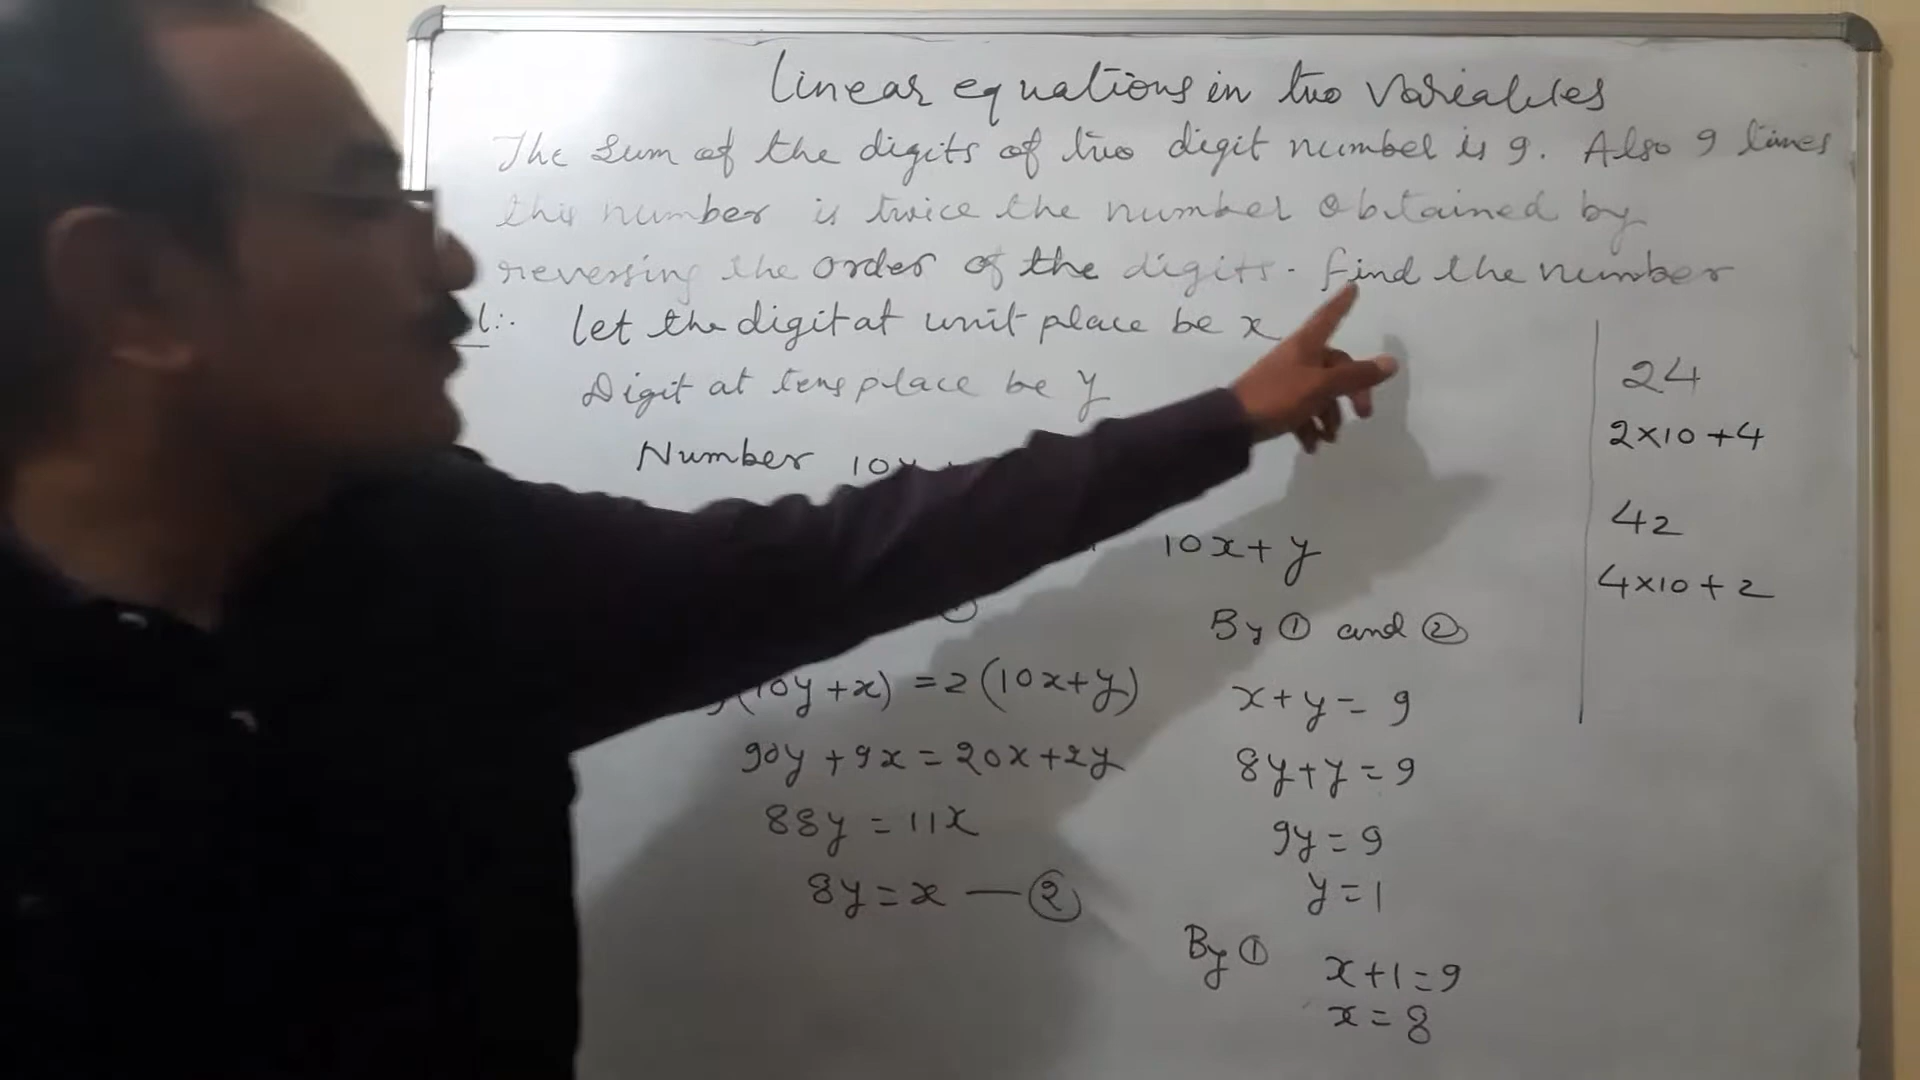 Linear equations in two variables
The sum of the digits of two digit number is 9. Also 9 times
this number is twice the number obtained by
reversing the order of the digits. find the number
let the digit at unit place be x
Digit at tens place be y
Number 10y
10x+y
(10y+x) = 2(10x+y)
90y+9x=20x+2y
88y=11x
8y=x — ②
By ① and ②
x+y=9
8y+y=9
9y=9
y=1
By ①
x+1=9
x=8
24
2×10+4
42
4×10+2